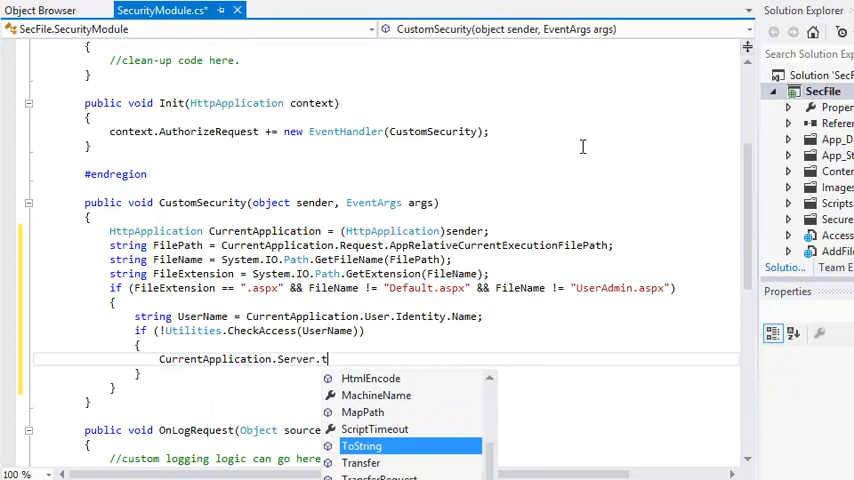 Object Browser
SecurityModule.cs*
Solution Explorer
SecFile.SecurityModule
CustomSecurity(object sender, EventArgs args)
Search Solution Exp
{
//clean-up code here.
}
public void Init(HttpApplication context)
{
context.AuthorizeRequest += new EventHandler(CustomSecurity);
}
#endregion
public void CustomSecurity(object sender, EventArgs args)
{
HttpApplication CurrentApplication = (HttpApplication)sender;
string FilePath = CurrentApplication.Request.AppRelativeCurrentExecutionFilePath;
string FileName = System.IO.Path.GetFileName(FilePath);
string FileExtension = System.IO.Path.GetExtension(FileName);
if (FileExtension == ".aspx" && FileName != "Default.aspx" && FileName != "UserAdmin.aspx")
{
string UserName = CurrentApplication.User.Identity.Name;
if (!Utilities.CheckAccess(UserName))
{
CurrentApplication.Server.t
}
}
}
public void OnLogRequest(Object source
{
//custom logging logic can go here
HtmlEncode
MachineName
MapPath
ScriptTimeout
ToString
Transfer
100 %
Solution 'SecF
SecFile
Proper
Referen
App_D
App_St
Conten
Images
Scripts
Secure
Access
AddFil
Solutio...
Team E
Properties